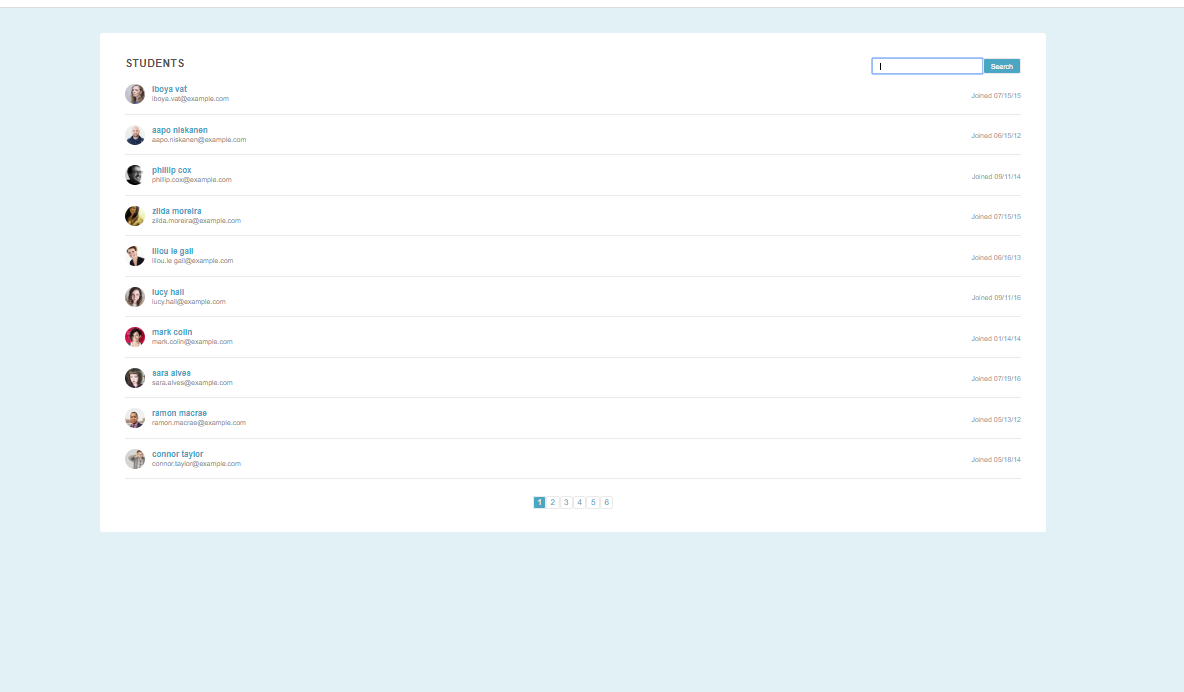 STUDENTS
Search
iboya vat
iboya.vat@example.com
Joined 07/15/15
aapo niskanen
aapo.niskanen@example.com
Joined 06/15/12
phillip cox
phillip.cox@example.com
Joined 09/11/14
zilda moreira
zilda.moreira@example.com
Joined 07/15/15
lilou le gall
lilou.le gall@example.com
Joined 06/16/13
lucy hall
lucy.hall@example.com
Joined 09/11/16
mark colin
mark.colin@example.com
Joined 01/14/14
sara alves
sara.alves@example.com
Joined 07/19/16
ramon macrae
ramon.macrae@example.com
Joined 05/13/12
connor taylor
connor.taylor@example.com
Joined 05/18/14
1 2 3 4 5 6